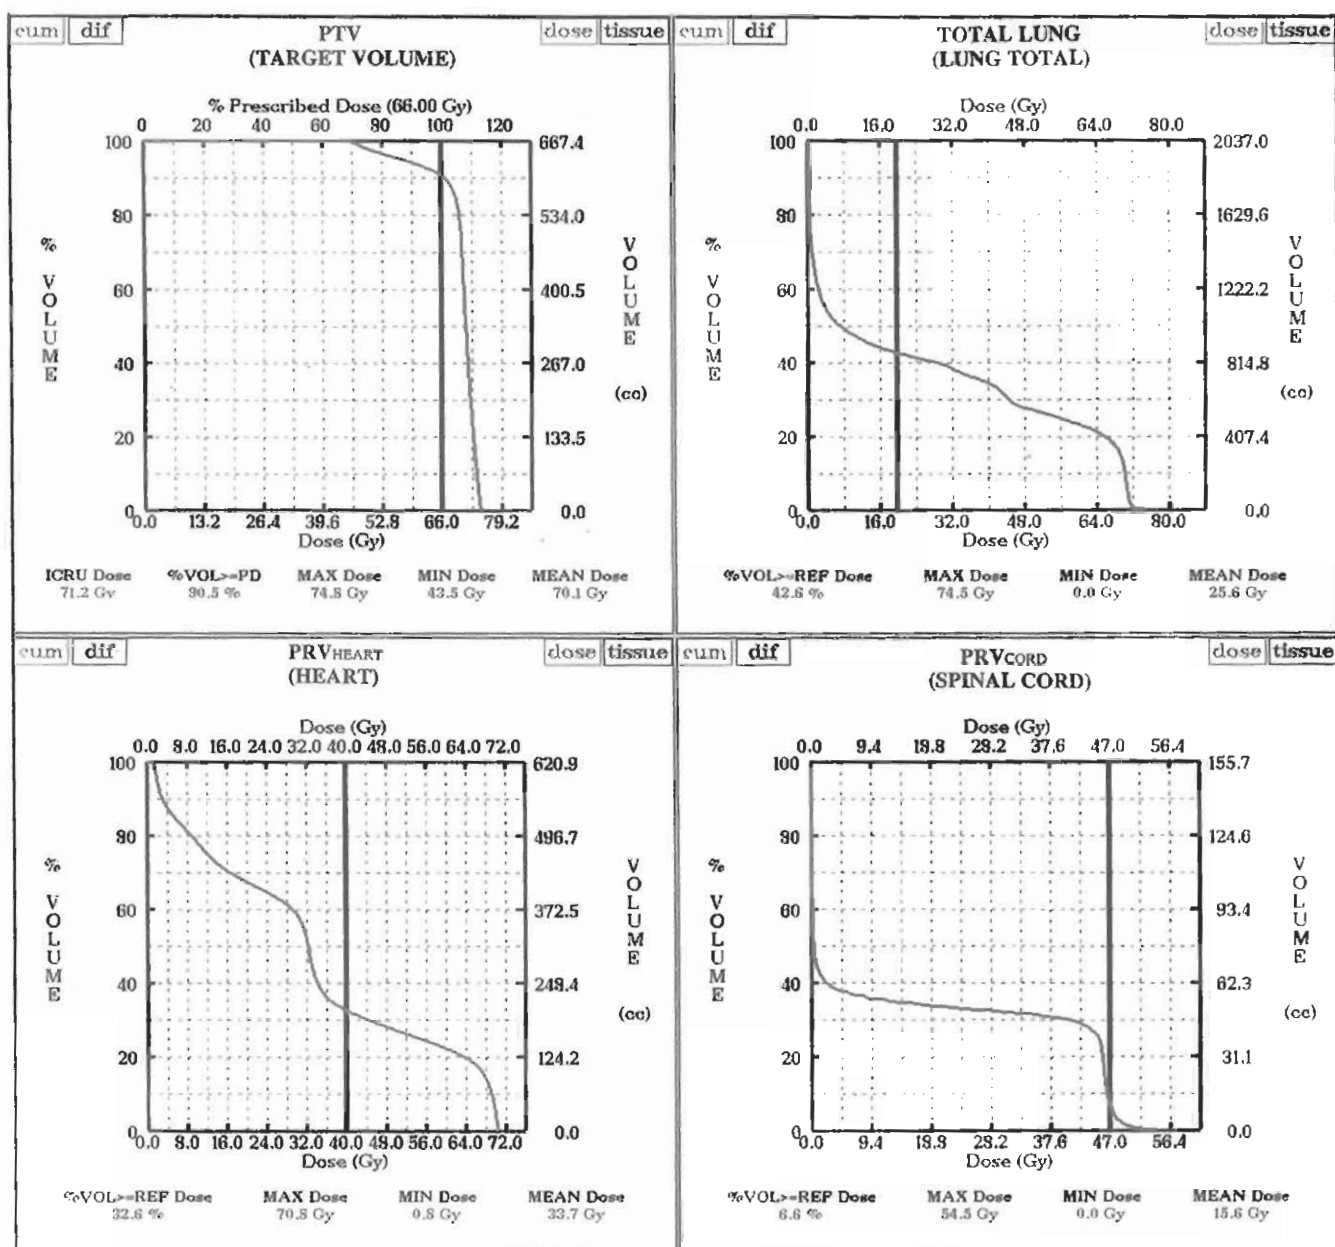 cum dif PTV dose tissue
(TARGET VOLUME)
% Prescribed Dose (66.00 Gy)
0 20 40 60 80 100 120
100 667.4
80 534.0
60 400.5
40 267.0
20 133.5
0 0.0
% VOLUME
VOLUME (cc)
0.0 13.2 26.4 39.6 52.8 66.0 79.2
Dose (Gy)
ICRU Dose %VOL>=PD MAX Dose MIN Dose MEAN Dose
71.2 Gy 90.5 % 74.8 Gy 43.5 Gy 70.1 Gy
cum dif TOTAL LUNG dose tissue
(LUNG TOTAL)
Dose (Gy)
0.0 16.0 32.0 48.0 64.0 80.0
100 2037.0
80 1629.6
60 1222.2
40 814.8
20 407.4
0 0.0
% VOLUME
VOLUME (cc)
0.0 16.0 32.0 48.0 64.0 80.0
Dose (Gy)
%VOL>=REF Dose MAX Dose MIN Dose MEAN Dose
42.6 % 74.5 Gy 0.0 Gy 25.6 Gy
cum dif PRVHEART dose tissue
(HEART)
Dose (Gy)
0.0 8.0 16.0 24.0 32.0 40.0 48.0 56.0 64.0 72.0
100 620.9
80 496.7
60 372.5
40 248.4
20 124.2
0 0.0
% VOLUME
VOLUME (cc)
0.0 8.0 16.0 24.0 32.0 40.0 48.0 56.0 64.0 72.0
Dose (Gy)
%VOL>=REF Dose MAX Dose MIN Dose MEAN Dose
32.6 % 70.8 Gy 0.8 Gy 33.7 Gy
cum dif PRVCORD dose tissue
(SPINAL CORD)
Dose (Gy)
0.0 9.4 19.8 28.2 37.6 47.0 56.4
100 155.7
80 124.6
60 93.4
40 62.3
20 31.1
0 0.0
% VOLUME
VOLUME (cc)
0.0 9.4 18.8 28.2 37.6 47.0 56.4
Dose (Gy)
%VOL>=REF Dose MAX Dose MIN Dose MEAN Dose
6.6 % 54.5 Gy 0.0 Gy 15.6 Gy